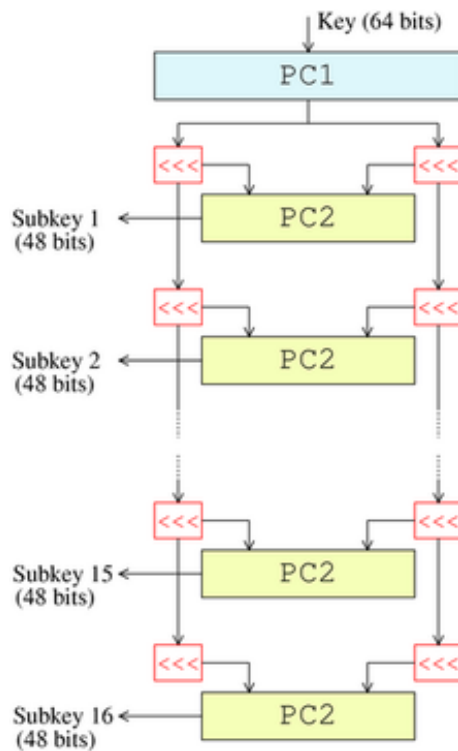 Key (64 bits)
PC1
<<< <<<
Subkey 1
(48 bits)
PC2
<<< <<<
Subkey 2
(48 bits)
PC2
<<< <<<
Subkey 15
(48 bits)
PC2
<<< <<<
Subkey 16
(48 bits)
PC2